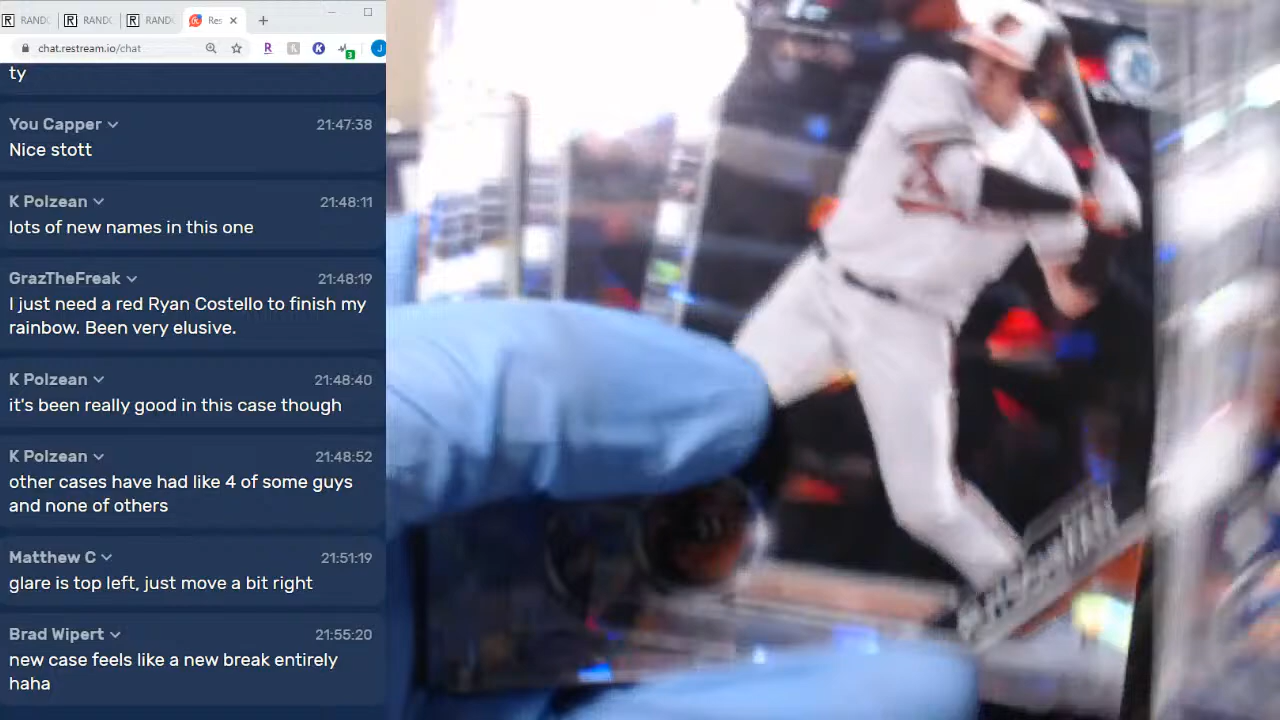 RAND
RAND
RAND
Res
chat.restream.io/chat
ty
You Capper
21:47:38
Nice stott
K Polzean
21:48:11
lots of new names in this one
GrazTheFreak
21:48:19
I just need a red Ryan Costello to finish my
rainbow. Been very elusive.
K Polzean
21:48:40
it's been really good in this case though
K Polzean
21:48:52
other cases have had like 4 of some guys
and none of others
Matthew C
21:51:19
glare is top left, just move a bit right
Brad Wipert
21:55:20
new case feels like a new break entirely
haha